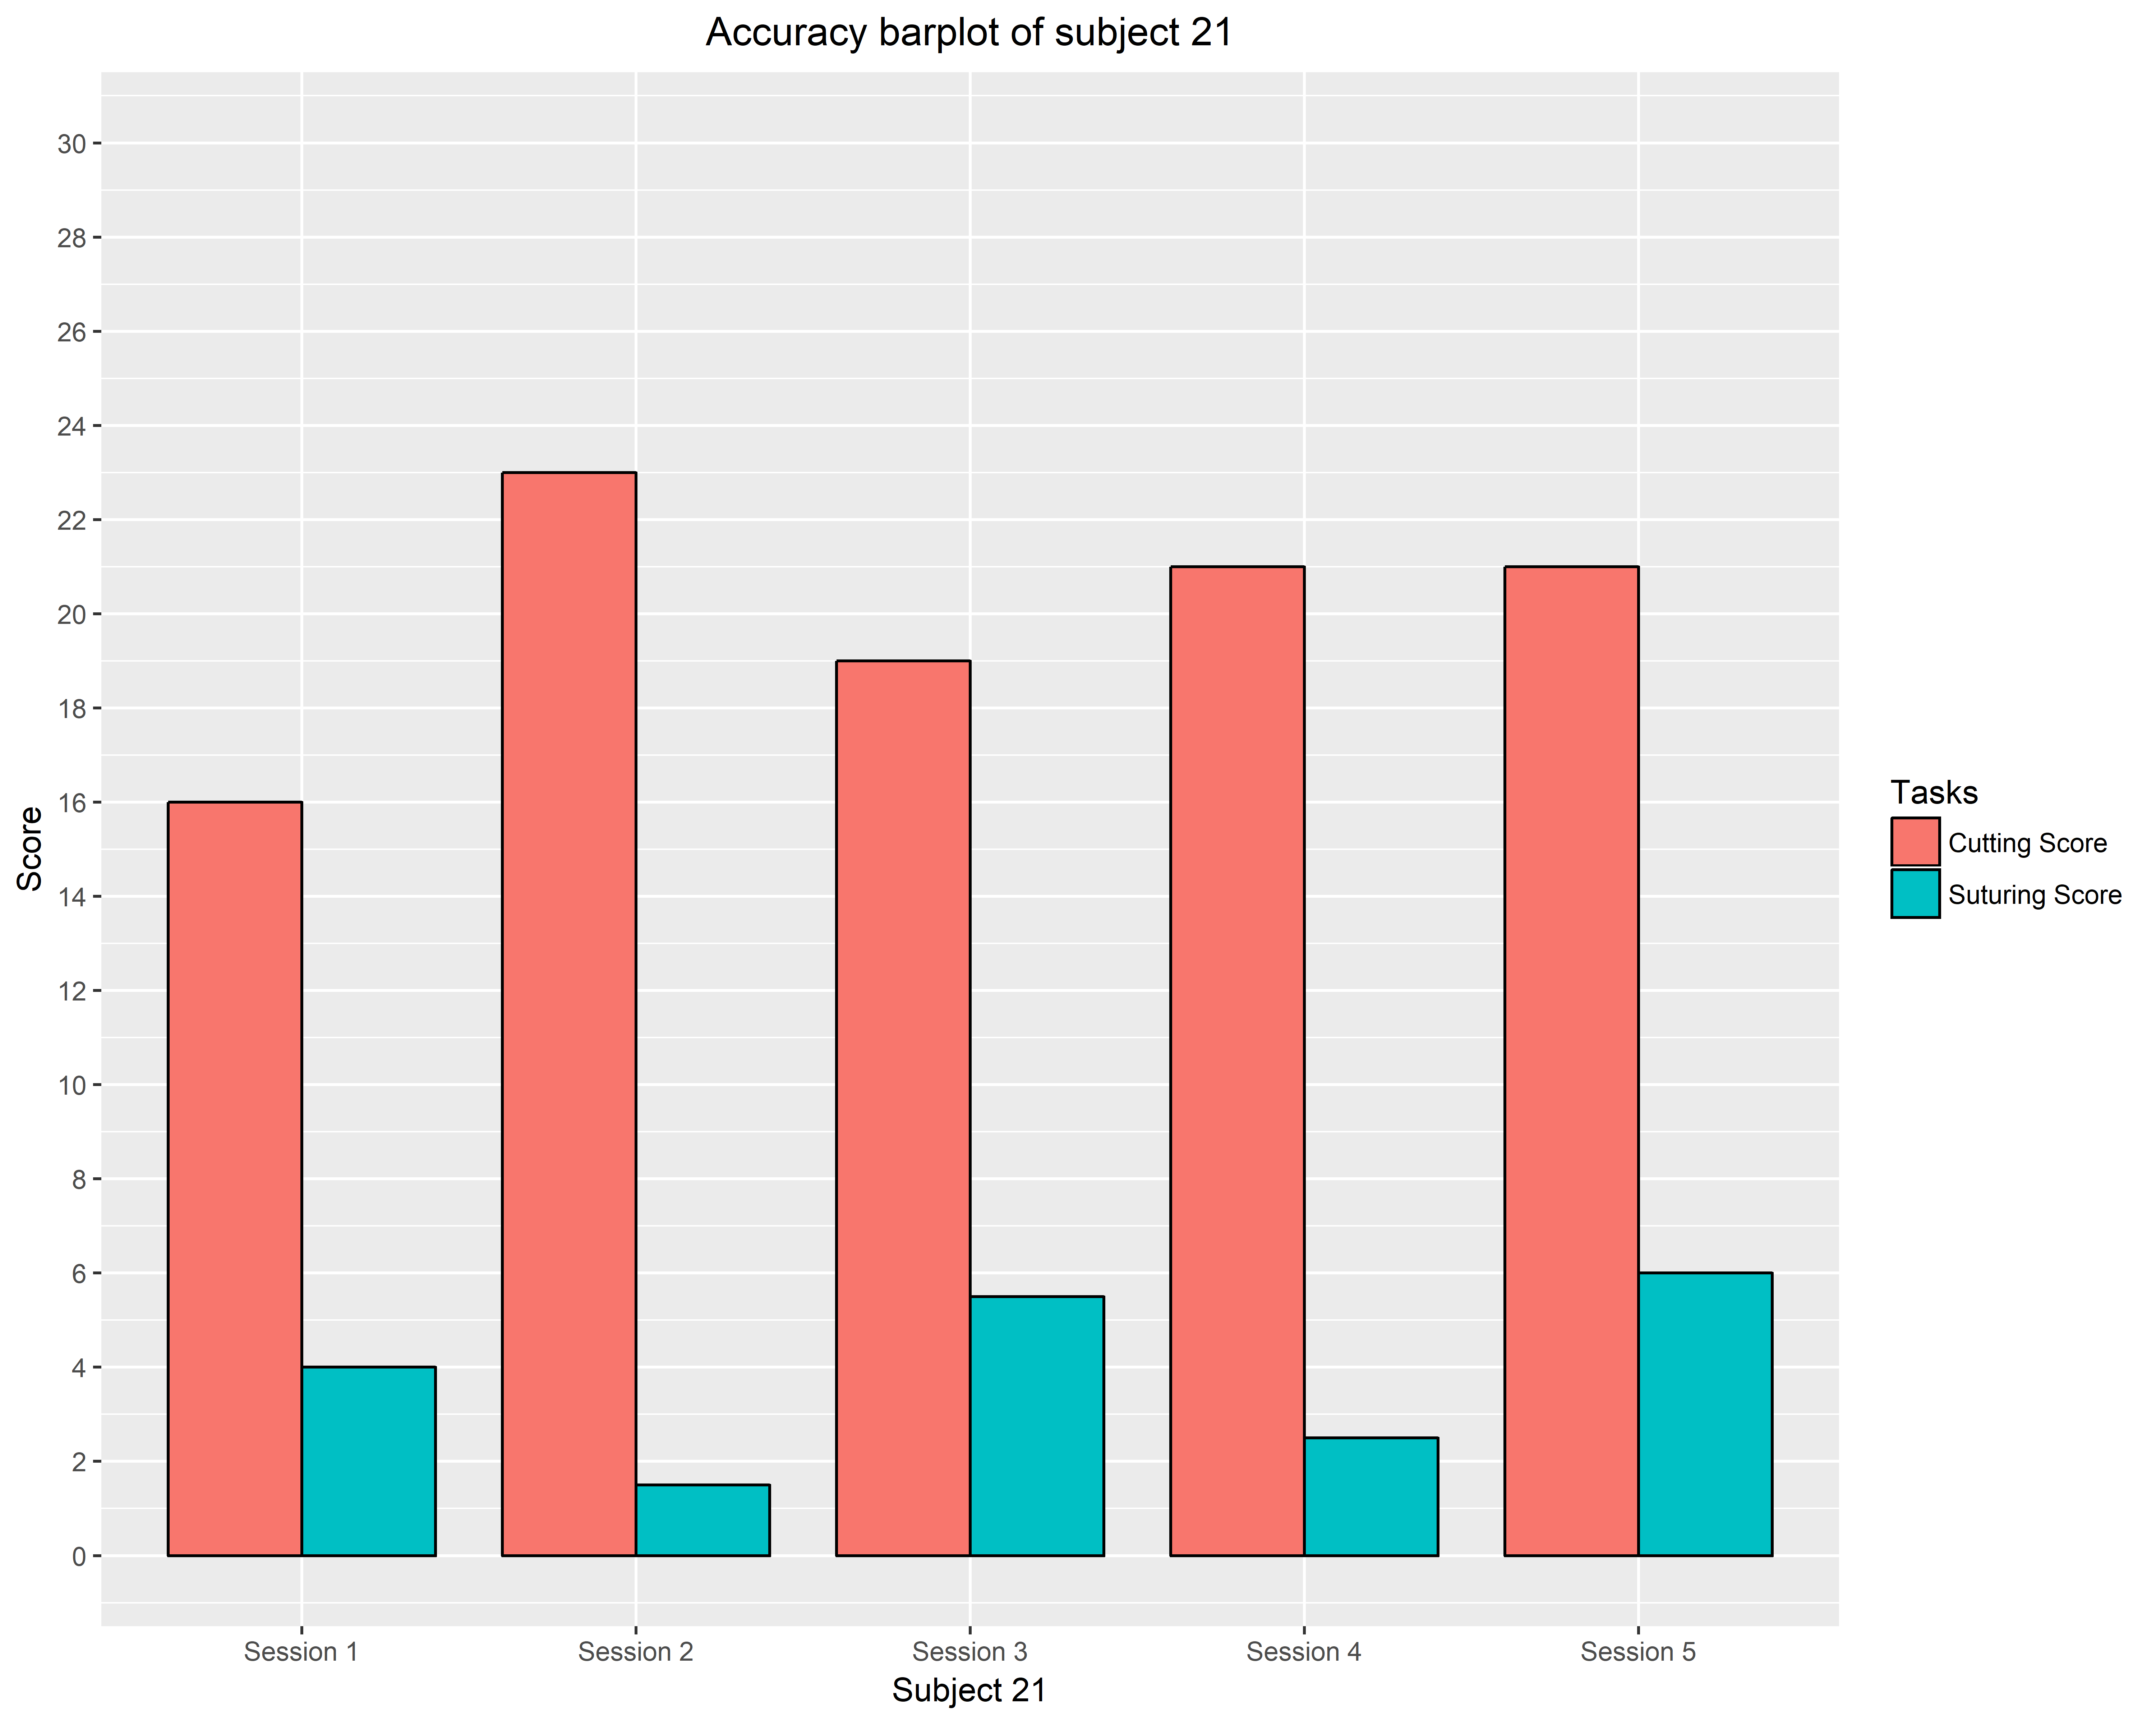 Accuracy barplot of subject 21
30
28
26
24
22
20
18
16
14
12
10
8
6
4
2
0
Score
Session 1
Session 2
Session 3
Session 4
Session 5
Subject 21
Tasks
Cutting Score
Suturing Score